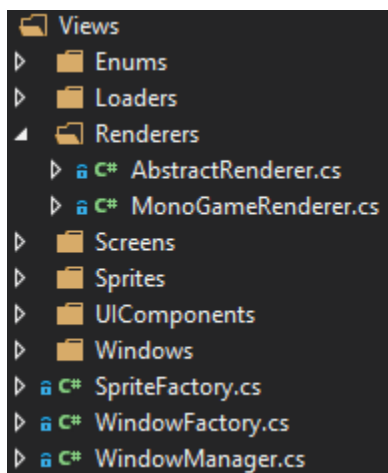 Views
Enums
Loaders
Renderers
C# AbstractRenderer.cs
C# MonoGameRenderer.cs
Screens
Sprites
UIComponents
Windows
C# SpriteFactory.cs
C# WindowFactory.cs
C# WindowManager.cs